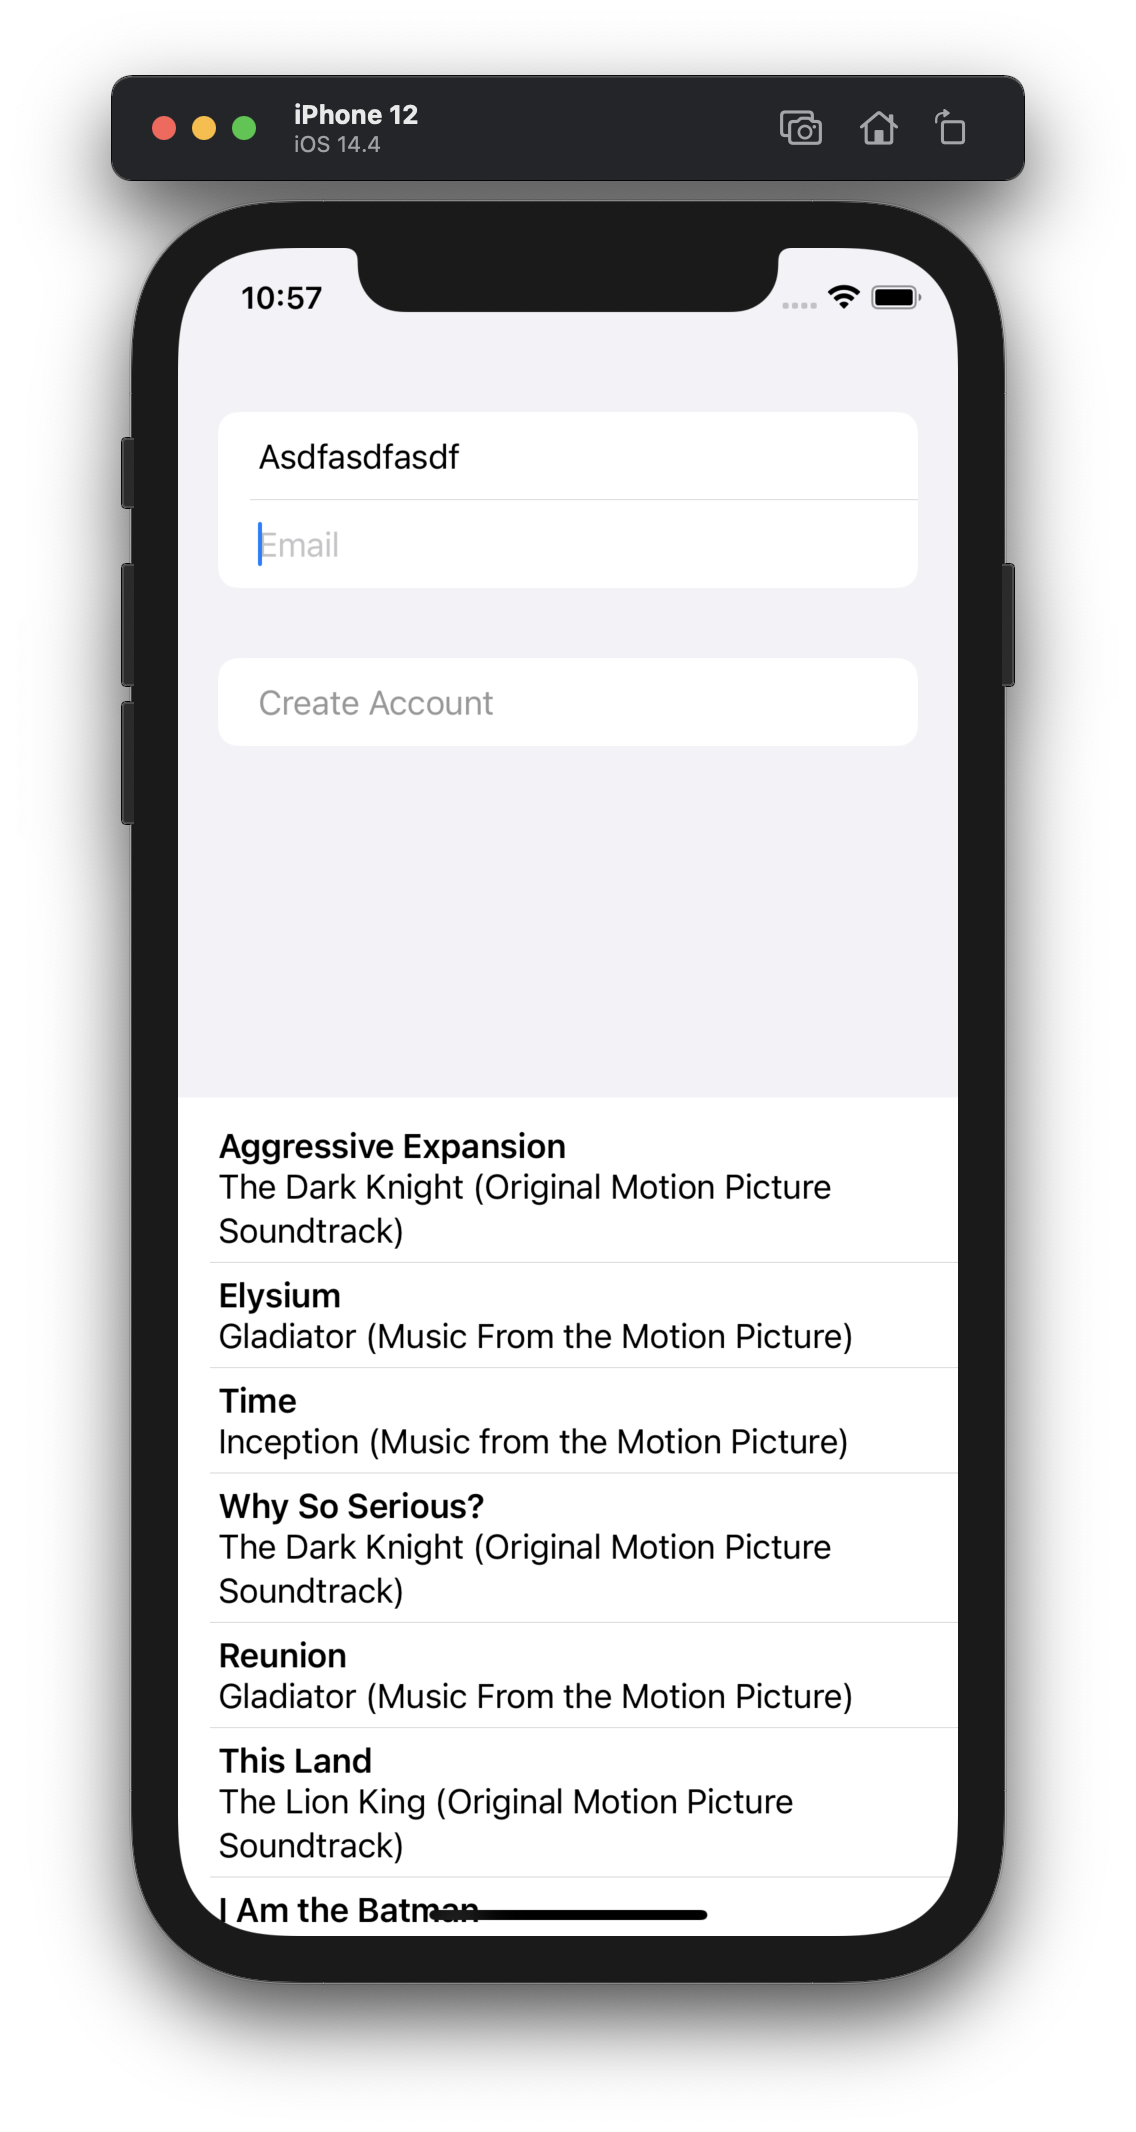 iPhone 12
iOS 14.4
10:57
Asdfasdfasdf
Email
Create Account
Aggressive Expansion
The Dark Knight (Original Motion Picture
Soundtrack)
Elysium
Gladiator (Music From the Motion Picture)
Time
Inception (Music from the Motion Picture)
Why So Serious?
The Dark Knight (Original Motion Picture
Soundtrack)
Reunion
Gladiator (Music From the Motion Picture)
This Land
The Lion King (Original Motion Picture
Soundtrack)
I Am the Batman